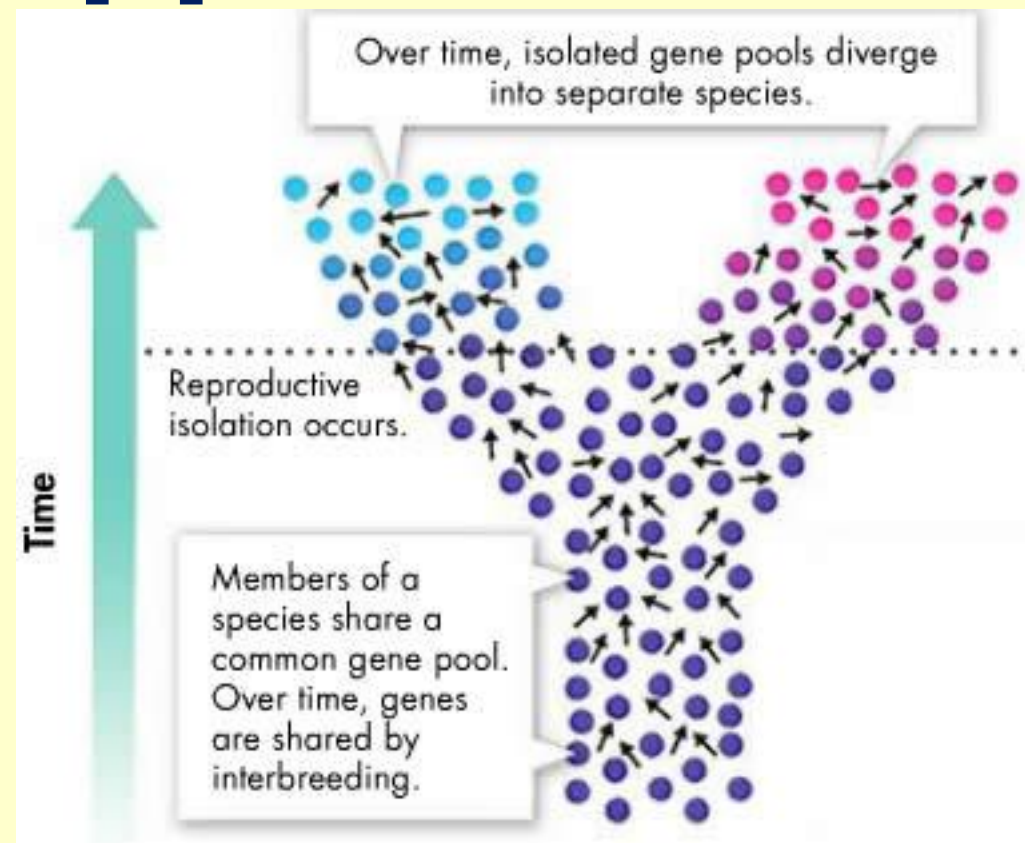 Over time, isolated gene pools diverge
into separate species.
Reproductive
isolation occurs.
Time
Members of a
species share a
common gene pool.
Over time, genes
are shared by
interbreeding.